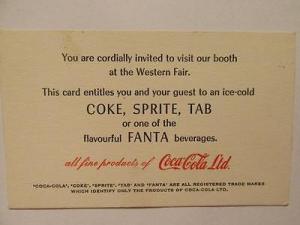 You are cordially invited to visit our booth
at the Western Fair.
This card entitles you and your guest to an ice-cold
COKE, SPRITE, TAB
or one of the
flavourful FANTA beverages.
all fine products of Coca-Cola Ltd.
"COCA-COLA", "COKE", "SPRITE", "TAB" AND "FANTA" ARE ALL REGISTERED TRADE MARKS
WHICH IDENTIFY ONLY THE PRODUCTS OF COCA-COLA LTD.